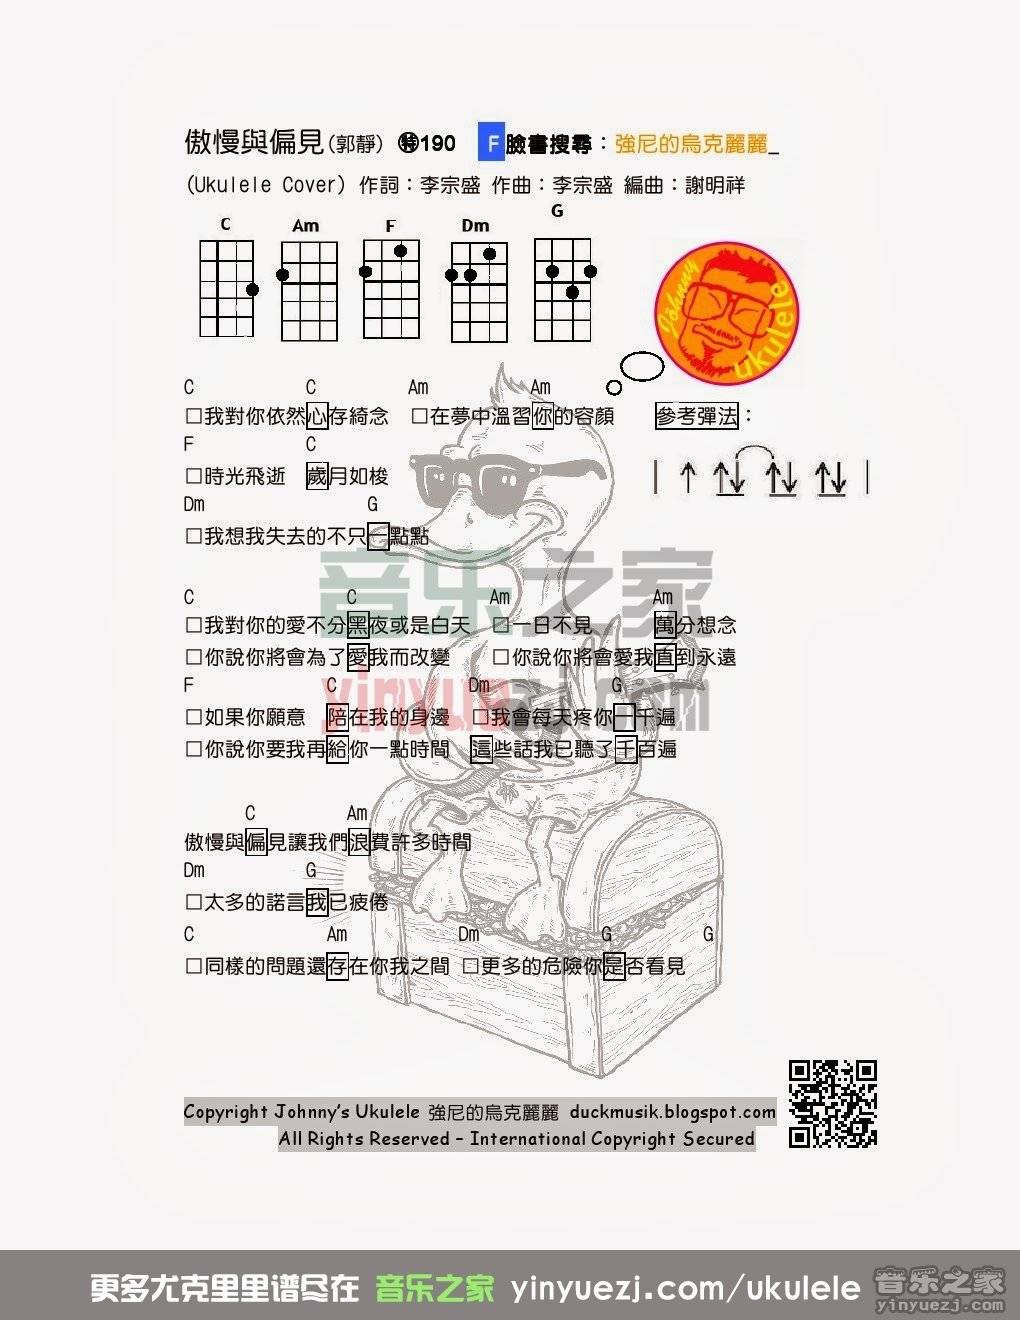 傲慢與偏見(郭靜) ㊕190 F 臉書搜尋：強尼的烏克麗麗_
(Ukulele Cover) 作詞：李宗盛 作曲：李宗盛 編曲：謝明祥
C Am F Dm G
Johnny ukulele
C C Am Am
□我對你依然心存綺念 □在夢中溫習你的容顏 參考彈法：
F C
□時光飛逝 歲月如梭
Dm G
□我想我失去的不只一點點
音乐之家
C C Am Am
□我對你的愛不分黑夜或是白天 □一日不見 萬分想念
□你說你將會為了愛我而改變 □你說你將會愛我直到永遠
F C Dm G
yinyuezj.com
□如果你願意 陪在我的身邊 □我會每天疼你一千遍
□你說你要我再給你一點時間 這些話我已聽了千百遍
C Am
傲慢與偏見讓我們浪費許多時間
Dm G
□太多的諾言我已疲倦
C Am Dm G G
□同樣的問題還存在你我之間 □更多的危險你是否看見
Copyright Johnny's Ukulele 強尼的烏克麗麗 duckmusik.blogspot.com
All Rights Reserved - International Copyright Secured
更多尤克里里谱尽在 音乐之家 yinyuezj.com/ukulele
音乐之家
yinyuezj.com